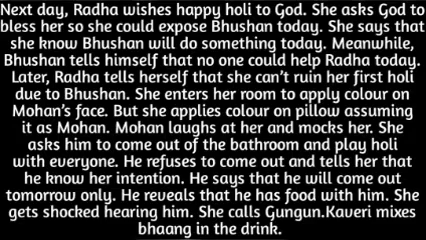 Next day, Radha wishes happy holi to God. She asks God to
bless her so she could expose Bhushan today. She says that
she know Bhushan will do something today. Meanwhile,
Bhushan tells himself that no one could help Radha today.
Later, Radha tells herself that she can't ruin her first holi
due to Bhushan. She enters her room to apply colour on
Mohan's face. But she applies colour on pillow assuming
it as Mohan. Mohan laughs at her and mocks her. She
asks him to come out of the bathroom and play holi
with everyone. He refuses to come out and tells her that
he know her intention. He says that he will come out
tomorrow only. He reveals that he has food with him. She
gets shocked hearing him. She calls Gungun.Kaveri mixes
bhaang in the drink.